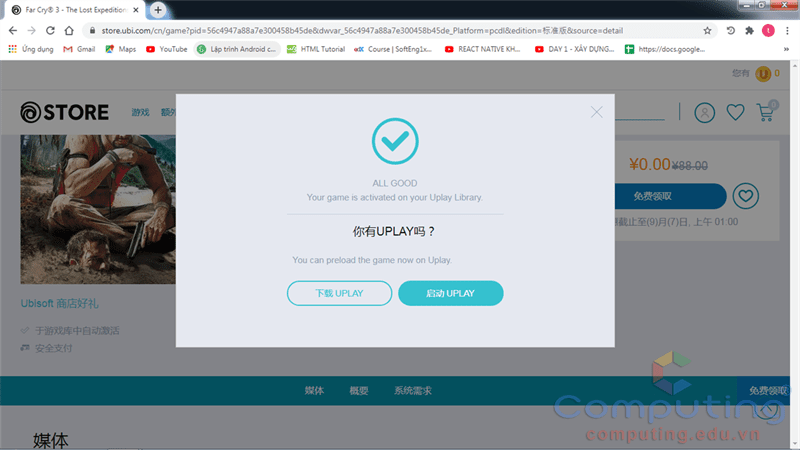 Far Cry® 3 - The Lost Expedition
store.ubi.com/cn/game?pid=56c4947a88a7e300458b45de&dwvar_56c4947a88a7e300458b45de_Platform=pcdl&edition=标准版&source=detail
Ứng dụng Gmail Maps YouTube Lập trình Android c... HTML Tutorial Course | SoftEng1x... REACT NATIVE KH... DAY 1 - XÂY DỰNG... https://docs.google...
您有 U 0
STORE 游戏 额外 0
ALL GOOD
Your game is activated on your Uplay Library.
你有UPLAY吗？
You can preload the game now on Uplay.
下载 UPLAY 启动 UPLAY
¥0.00 ¥88.00
免费领取
截止至(9)月(7)日, 上午 01:00
Ubisoft 商店好礼
于游戏库中自动激活
安全支付
媒体 概要 系统需求 免费领取
媒体
Computing
computing.edu.vn